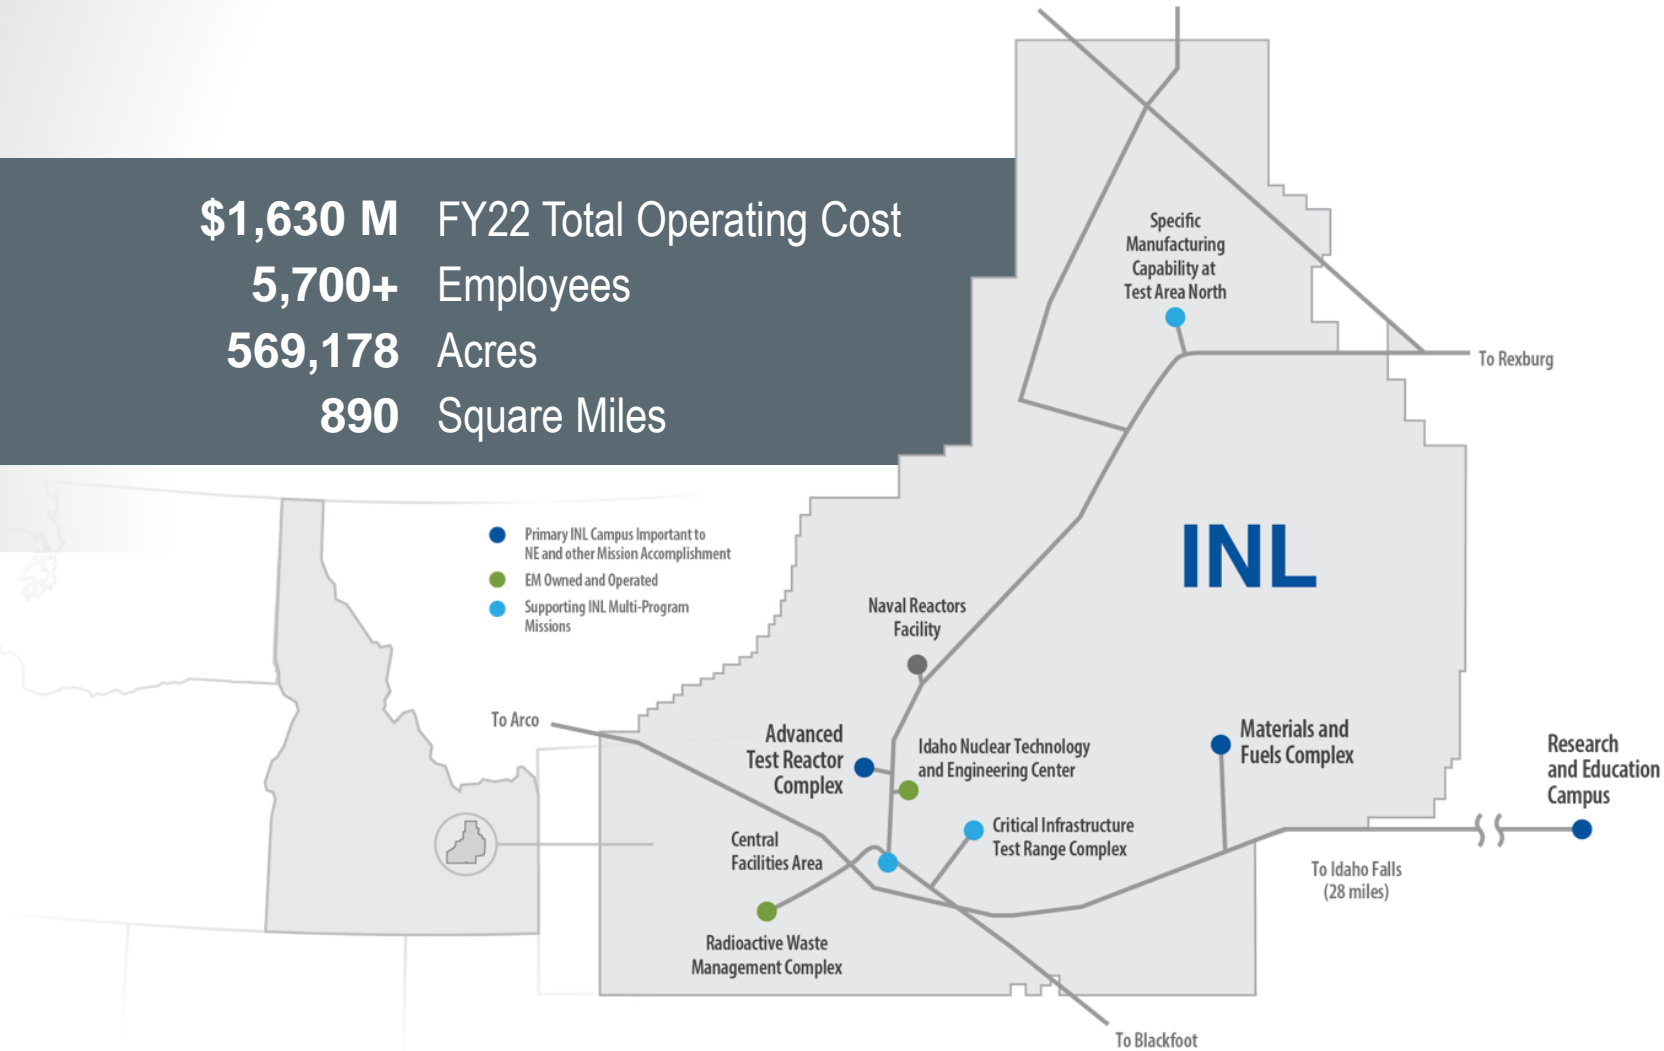 $1,630 M FY22 Total Operating Cost
5,700+ Employees
569,178 Acres
890 Square Miles
Specific
Manufacturing
Capability at
Test Area North
To Rexburg
Primary INL Campus Important to
NE and other Mission Accomplishment
EM Owned and Operated
Supporting INL Multi-Program
Missions
INL
Naval Reactors
Facility
To Arco
Advanced
Test Reactor
Complex
Idaho Nuclear Technology
and Engineering Center
Materials and
Fuels Complex
Research
and Education
Campus
Central
Facilities Area
Critical Infrastructure
Test Range Complex
To Idaho Falls
(28 miles)
Radioactive Waste
Management Complex
To Blackfoot